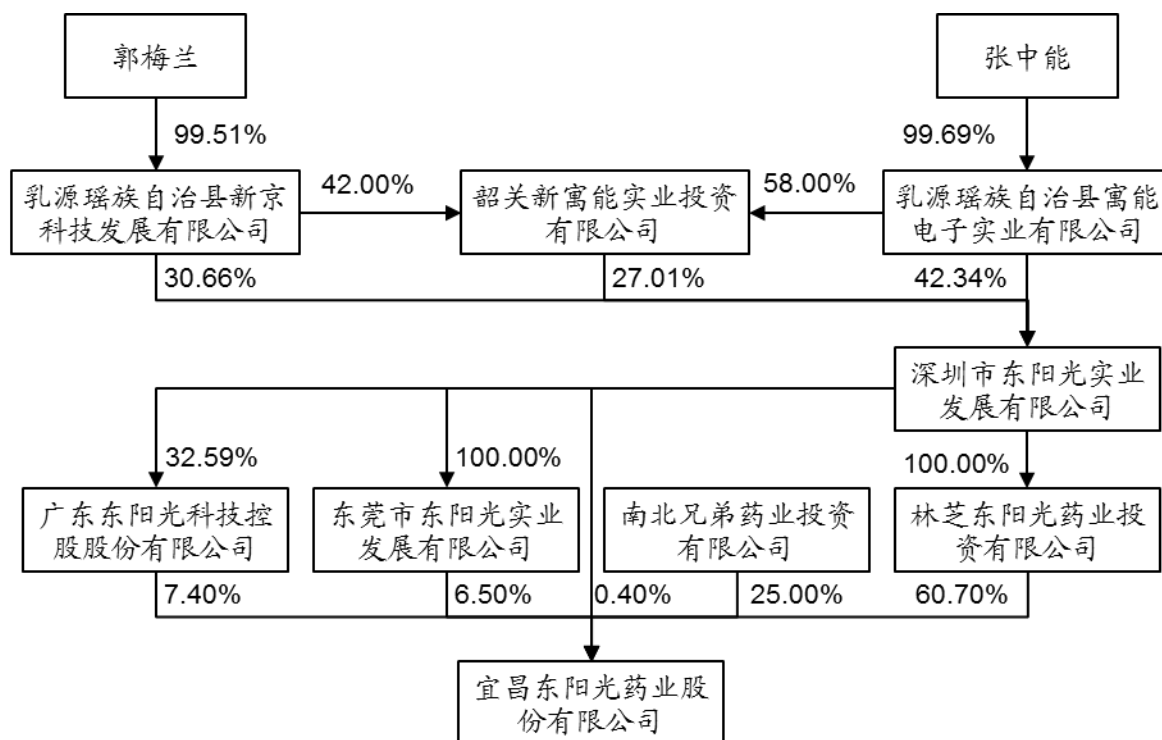 郭梅兰
张中能
99.51%
99.69%
乳源瑶族自治县新京
科技发展有限公司
42.00%
韶关新寓能实业投资
有限公司
58.00%
乳源瑶族自治县寓能
电子实业有限公司
30.66%
27.01%
42.34%
深圳市东阳光实业
发展有限公司
32.59%
100.00%
100.00%
广东东阳光科技控
股股份有限公司
东莞市东阳光实业
发展有限公司
南北兄弟药业投资
有限公司
林芝东阳光药业投
资有限公司
7.40%
6.50%
0.40%
25.00%
60.70%
宜昌东阳光药业股
份有限公司